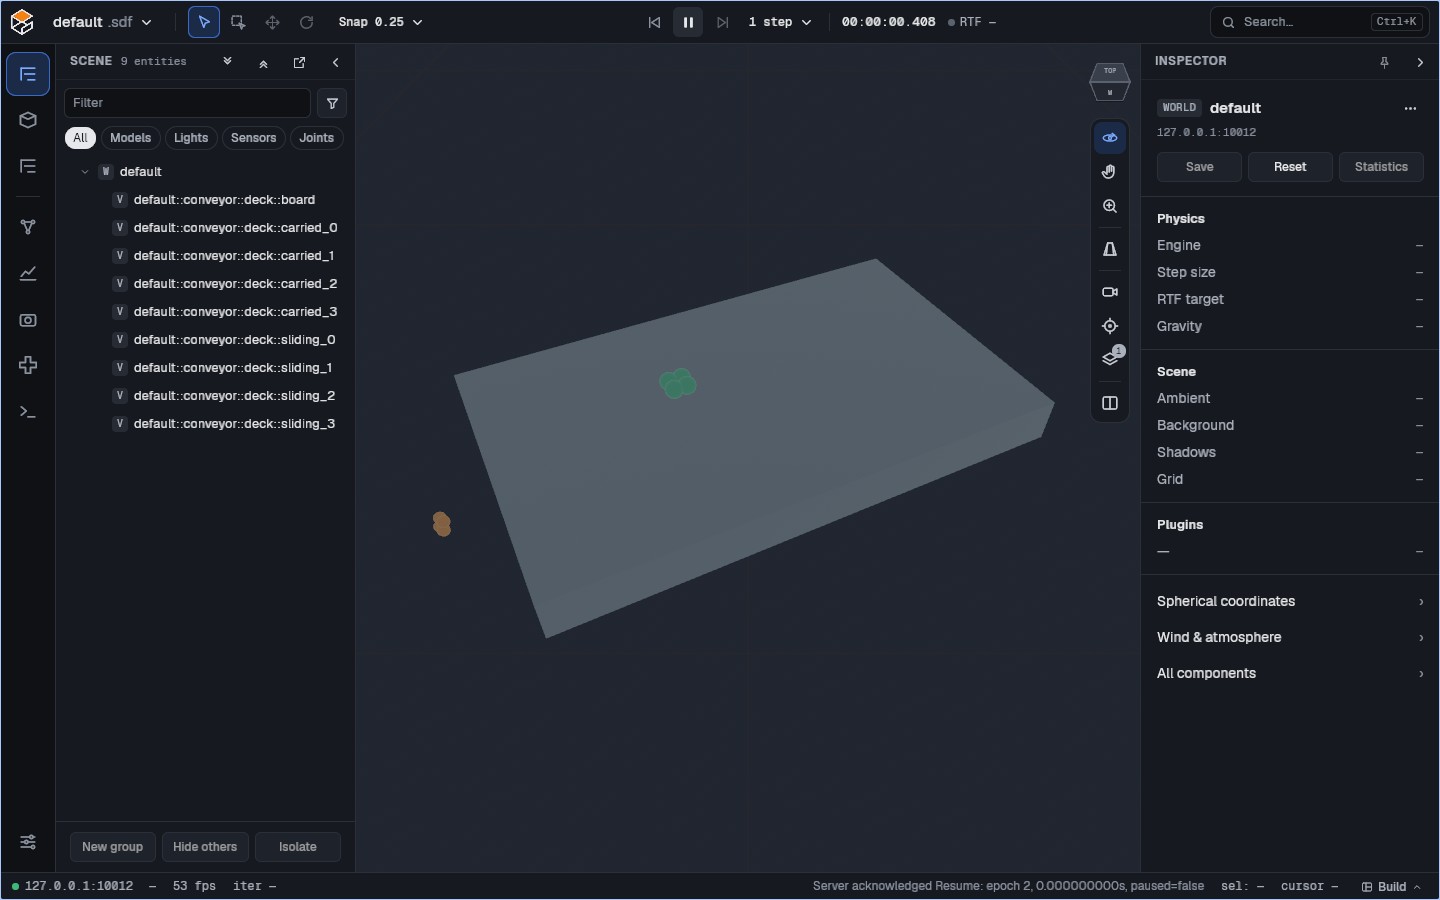 default .sdf
Snap 0.25
1 step
00:00:00.408
RTF –
Search…
Ctrl+K
SCENE 9 entities
Filter
All
Models
Lights
Sensors
Joints
W default
V default::conveyor::deck::board
V default::conveyor::deck::carried_0
V default::conveyor::deck::carried_1
V default::conveyor::deck::carried_2
V default::conveyor::deck::carried_3
V default::conveyor::deck::sliding_0
V default::conveyor::deck::sliding_1
V default::conveyor::deck::sliding_2
V default::conveyor::deck::sliding_3
New group
Hide others
Isolate
TOP
1
INSPECTOR
WORLD default
127.0.0.1:10012
Save
Reset
Statistics
Physics
Engine –
Step size –
RTF target –
Gravity –
Scene
Ambient –
Background –
Shadows –
Grid –
Plugins
— –
Spherical coordinates
Wind & atmosphere
All components
127.0.0.1:10012 – 53 fps iter –
Server acknowledged Resume: epoch 2, 0.000000000s, paused=false
sel: –
cursor –
Build